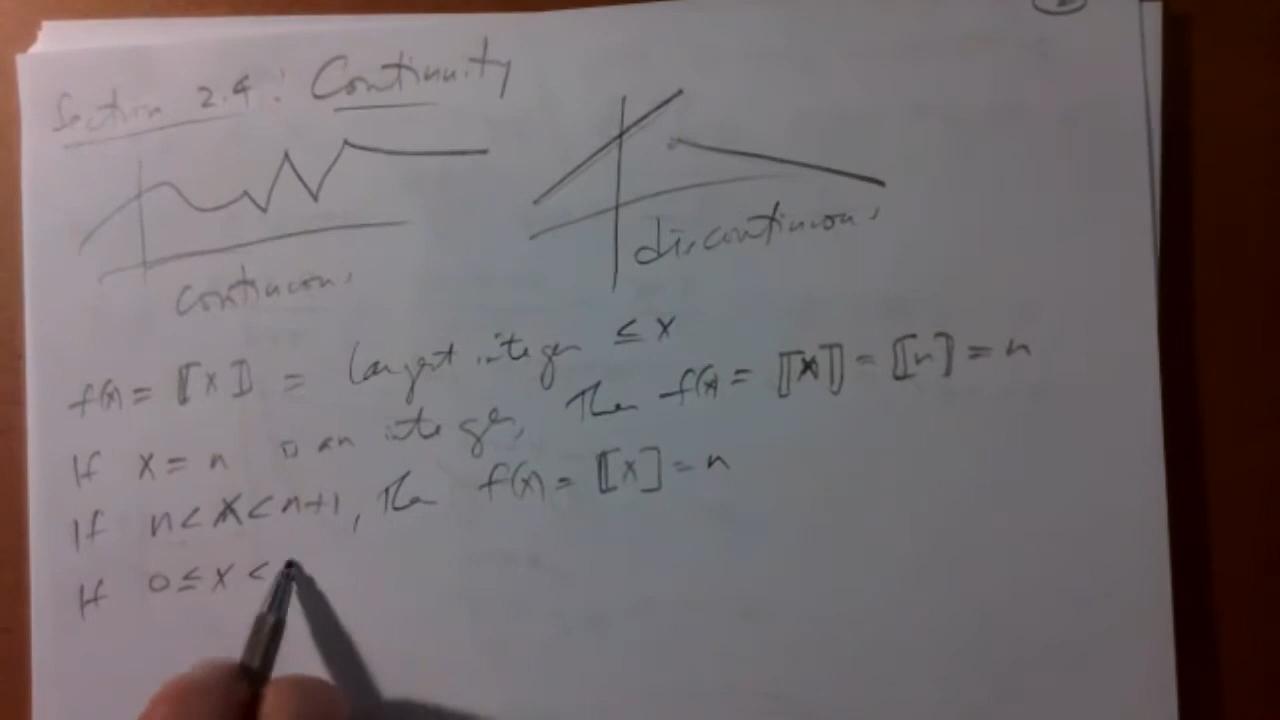 Section 2.4: Continuity
continuous
discontinuous
f(x) = ⟦x⟧ = largest integer ≤ x
If x = n is an integer, then f(x) = ⟦x⟧ = ⟦n⟧ = n
If n < x < n+1, then f(x) = ⟦x⟧ = n
If 0 ≤ x <